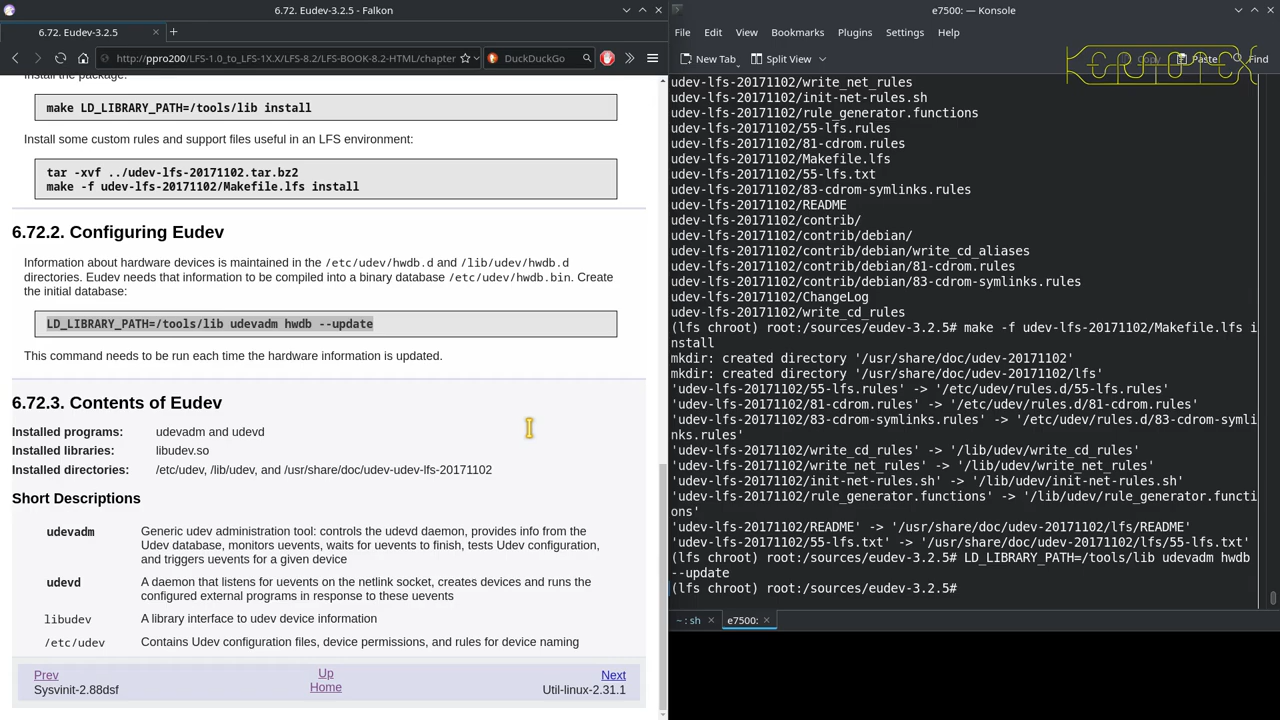 6.72. Eudev-3.2.5 - Falkon
6.72. Eudev-3.2.5
http://ppro200/LFS-1.0_to_LFS-1X.X/LFS-8.2/LFS-BOOK-8.2-HTML/chapter
DuckDuckGo
Install the package:
make LD_LIBRARY_PATH=/tools/lib install
Install some custom rules and support files useful in an LFS environment:
tar -xvf ../udev-lfs-20171102.tar.bz2
make -f udev-lfs-20171102/Makefile.lfs install
6.72.2. Configuring Eudev
Information about hardware devices is maintained in the /etc/udev/hwdb.d and /lib/udev/hwdb.d
directories. Eudev needs that information to be compiled into a binary database /etc/udev/hwdb.bin. Create
the initial database:
LD_LIBRARY_PATH=/tools/lib udevadm hwdb --update
This command needs to be run each time the hardware information is updated.
6.72.3. Contents of Eudev
Installed programs: udevadm and udevd
Installed libraries: libudev.so
Installed directories: /etc/udev, /lib/udev, and /usr/share/doc/udev-udev-lfs-20171102
Short Descriptions
udevadm Generic udev administration tool: controls the udevd daemon, provides info from the
Udev database, monitors uevents, waits for uevents to finish, tests Udev configuration,
and triggers uevents for a given device
udevd A daemon that listens for uevents on the netlink socket, creates devices and runs the
configured external programs in response to these uevents
libudev A library interface to udev device information
/etc/udev Contains Udev configuration files, device permissions, and rules for device naming
Prev Up Next
Sysvinit-2.88dsf Home Util-linux-2.31.1
e7500: — Konsole
File Edit View Bookmarks Plugins Settings Help
New Tab Split View Copy Paste Find
udev-lfs-20171102/write_net_rules
udev-lfs-20171102/init-net-rules.sh
udev-lfs-20171102/rule_generator.functions
udev-lfs-20171102/55-lfs.rules
udev-lfs-20171102/81-cdrom.rules
udev-lfs-20171102/Makefile.lfs
udev-lfs-20171102/55-lfs.txt
udev-lfs-20171102/83-cdrom-symlinks.rules
udev-lfs-20171102/README
udev-lfs-20171102/contrib/
udev-lfs-20171102/contrib/debian/
udev-lfs-20171102/contrib/debian/write_cd_aliases
udev-lfs-20171102/contrib/debian/81-cdrom.rules
udev-lfs-20171102/contrib/debian/83-cdrom-symlinks.rules
udev-lfs-20171102/ChangeLog
udev-lfs-20171102/write_cd_rules
(lfs chroot) root:/sources/eudev-3.2.5# make -f udev-lfs-20171102/Makefile.lfs i
nstall
mkdir: created directory '/usr/share/doc/udev-20171102'
mkdir: created directory '/usr/share/doc/udev-20171102/lfs'
'udev-lfs-20171102/55-lfs.rules' -> '/etc/udev/rules.d/55-lfs.rules'
'udev-lfs-20171102/81-cdrom.rules' -> '/etc/udev/rules.d/81-cdrom.rules'
'udev-lfs-20171102/83-cdrom-symlinks.rules' -> '/etc/udev/rules.d/83-cdrom-symli
nks.rules'
'udev-lfs-20171102/write_cd_rules' -> '/lib/udev/write_cd_rules'
'udev-lfs-20171102/write_net_rules' -> '/lib/udev/write_net_rules'
'udev-lfs-20171102/init-net-rules.sh' -> '/lib/udev/init-net-rules.sh'
'udev-lfs-20171102/rule_generator.functions' -> '/lib/udev/rule_generator.functi
ons'
'udev-lfs-20171102/README' -> '/usr/share/doc/udev-20171102/lfs/README'
'udev-lfs-20171102/55-lfs.txt' -> '/usr/share/doc/udev-20171102/lfs/55-lfs.txt'
(lfs chroot) root:/sources/eudev-3.2.5# LD_LIBRARY_PATH=/tools/lib udevadm hwdb
--update
(lfs chroot) root:/sources/eudev-3.2.5#
~ : sh e7500: